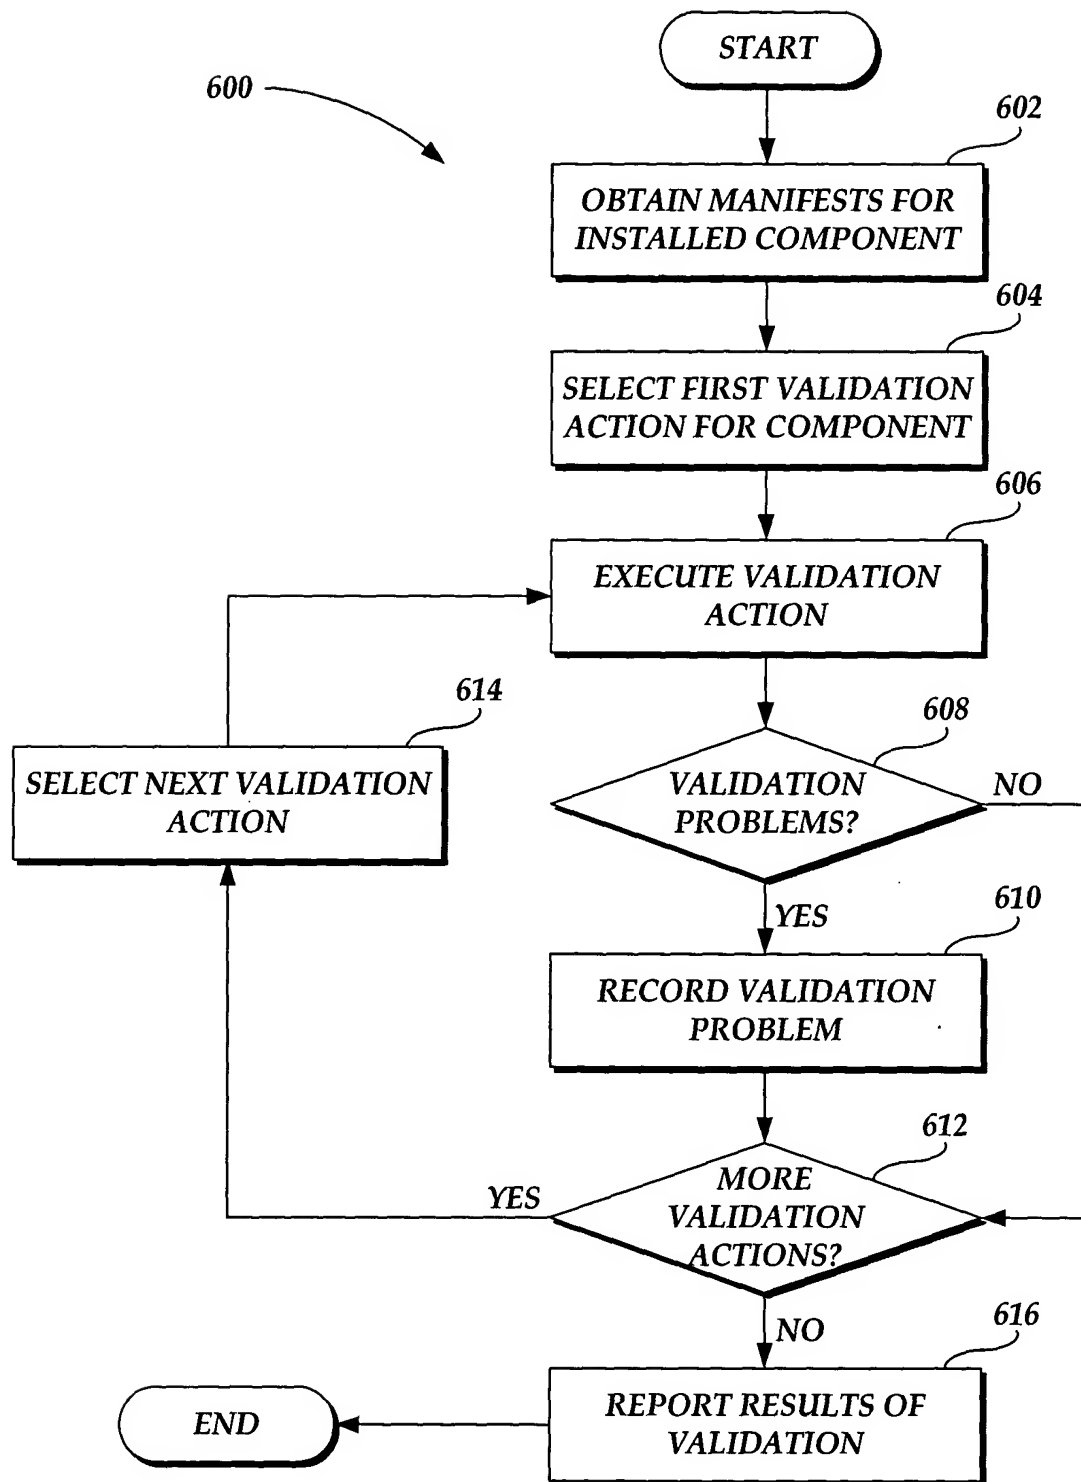 START
600
602
OBTAIN MANIFESTS FOR
INSTALLED COMPONENT
604
SELECT FIRST VALIDATION
ACTION FOR COMPONENT
606
EXECUTE VALIDATION
ACTION
614
SELECT NEXT VALIDATION
ACTION
608
VALIDATION
PROBLEMS?
NO
YES
610
RECORD VALIDATION
PROBLEM
612
MORE
VALIDATION
ACTIONS?
YES
NO
616
REPORT RESULTS OF
VALIDATION
END